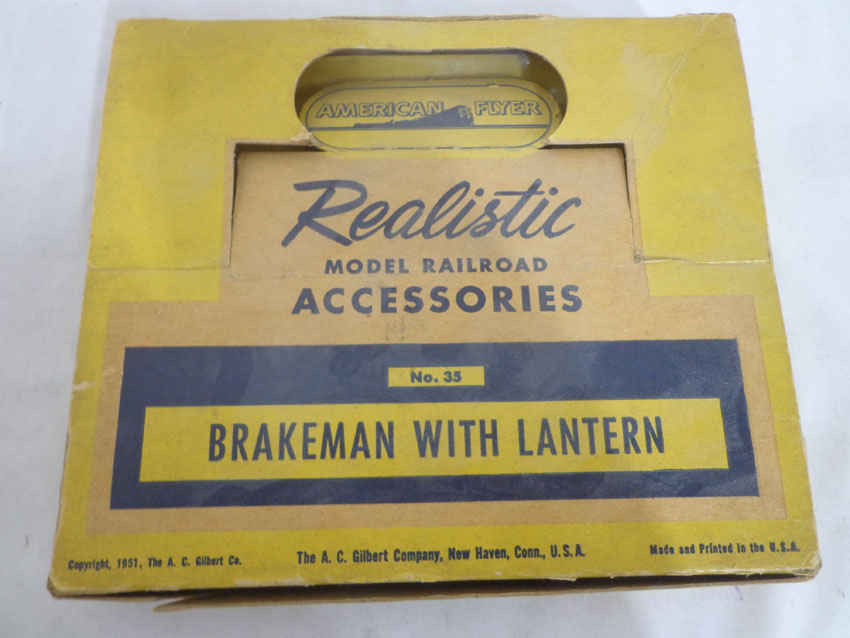 AMERICAN FLYER
Realistic
MODEL RAILROAD
ACCESSORIES
No. 35
BRAKEMAN WITH LANTERN
Copyright, 1951, The A. C. Gilbert Co.
The A. C. Gilbert Company, New Haven, Conn., U.S.A.
Made and Printed in the U.S.A.